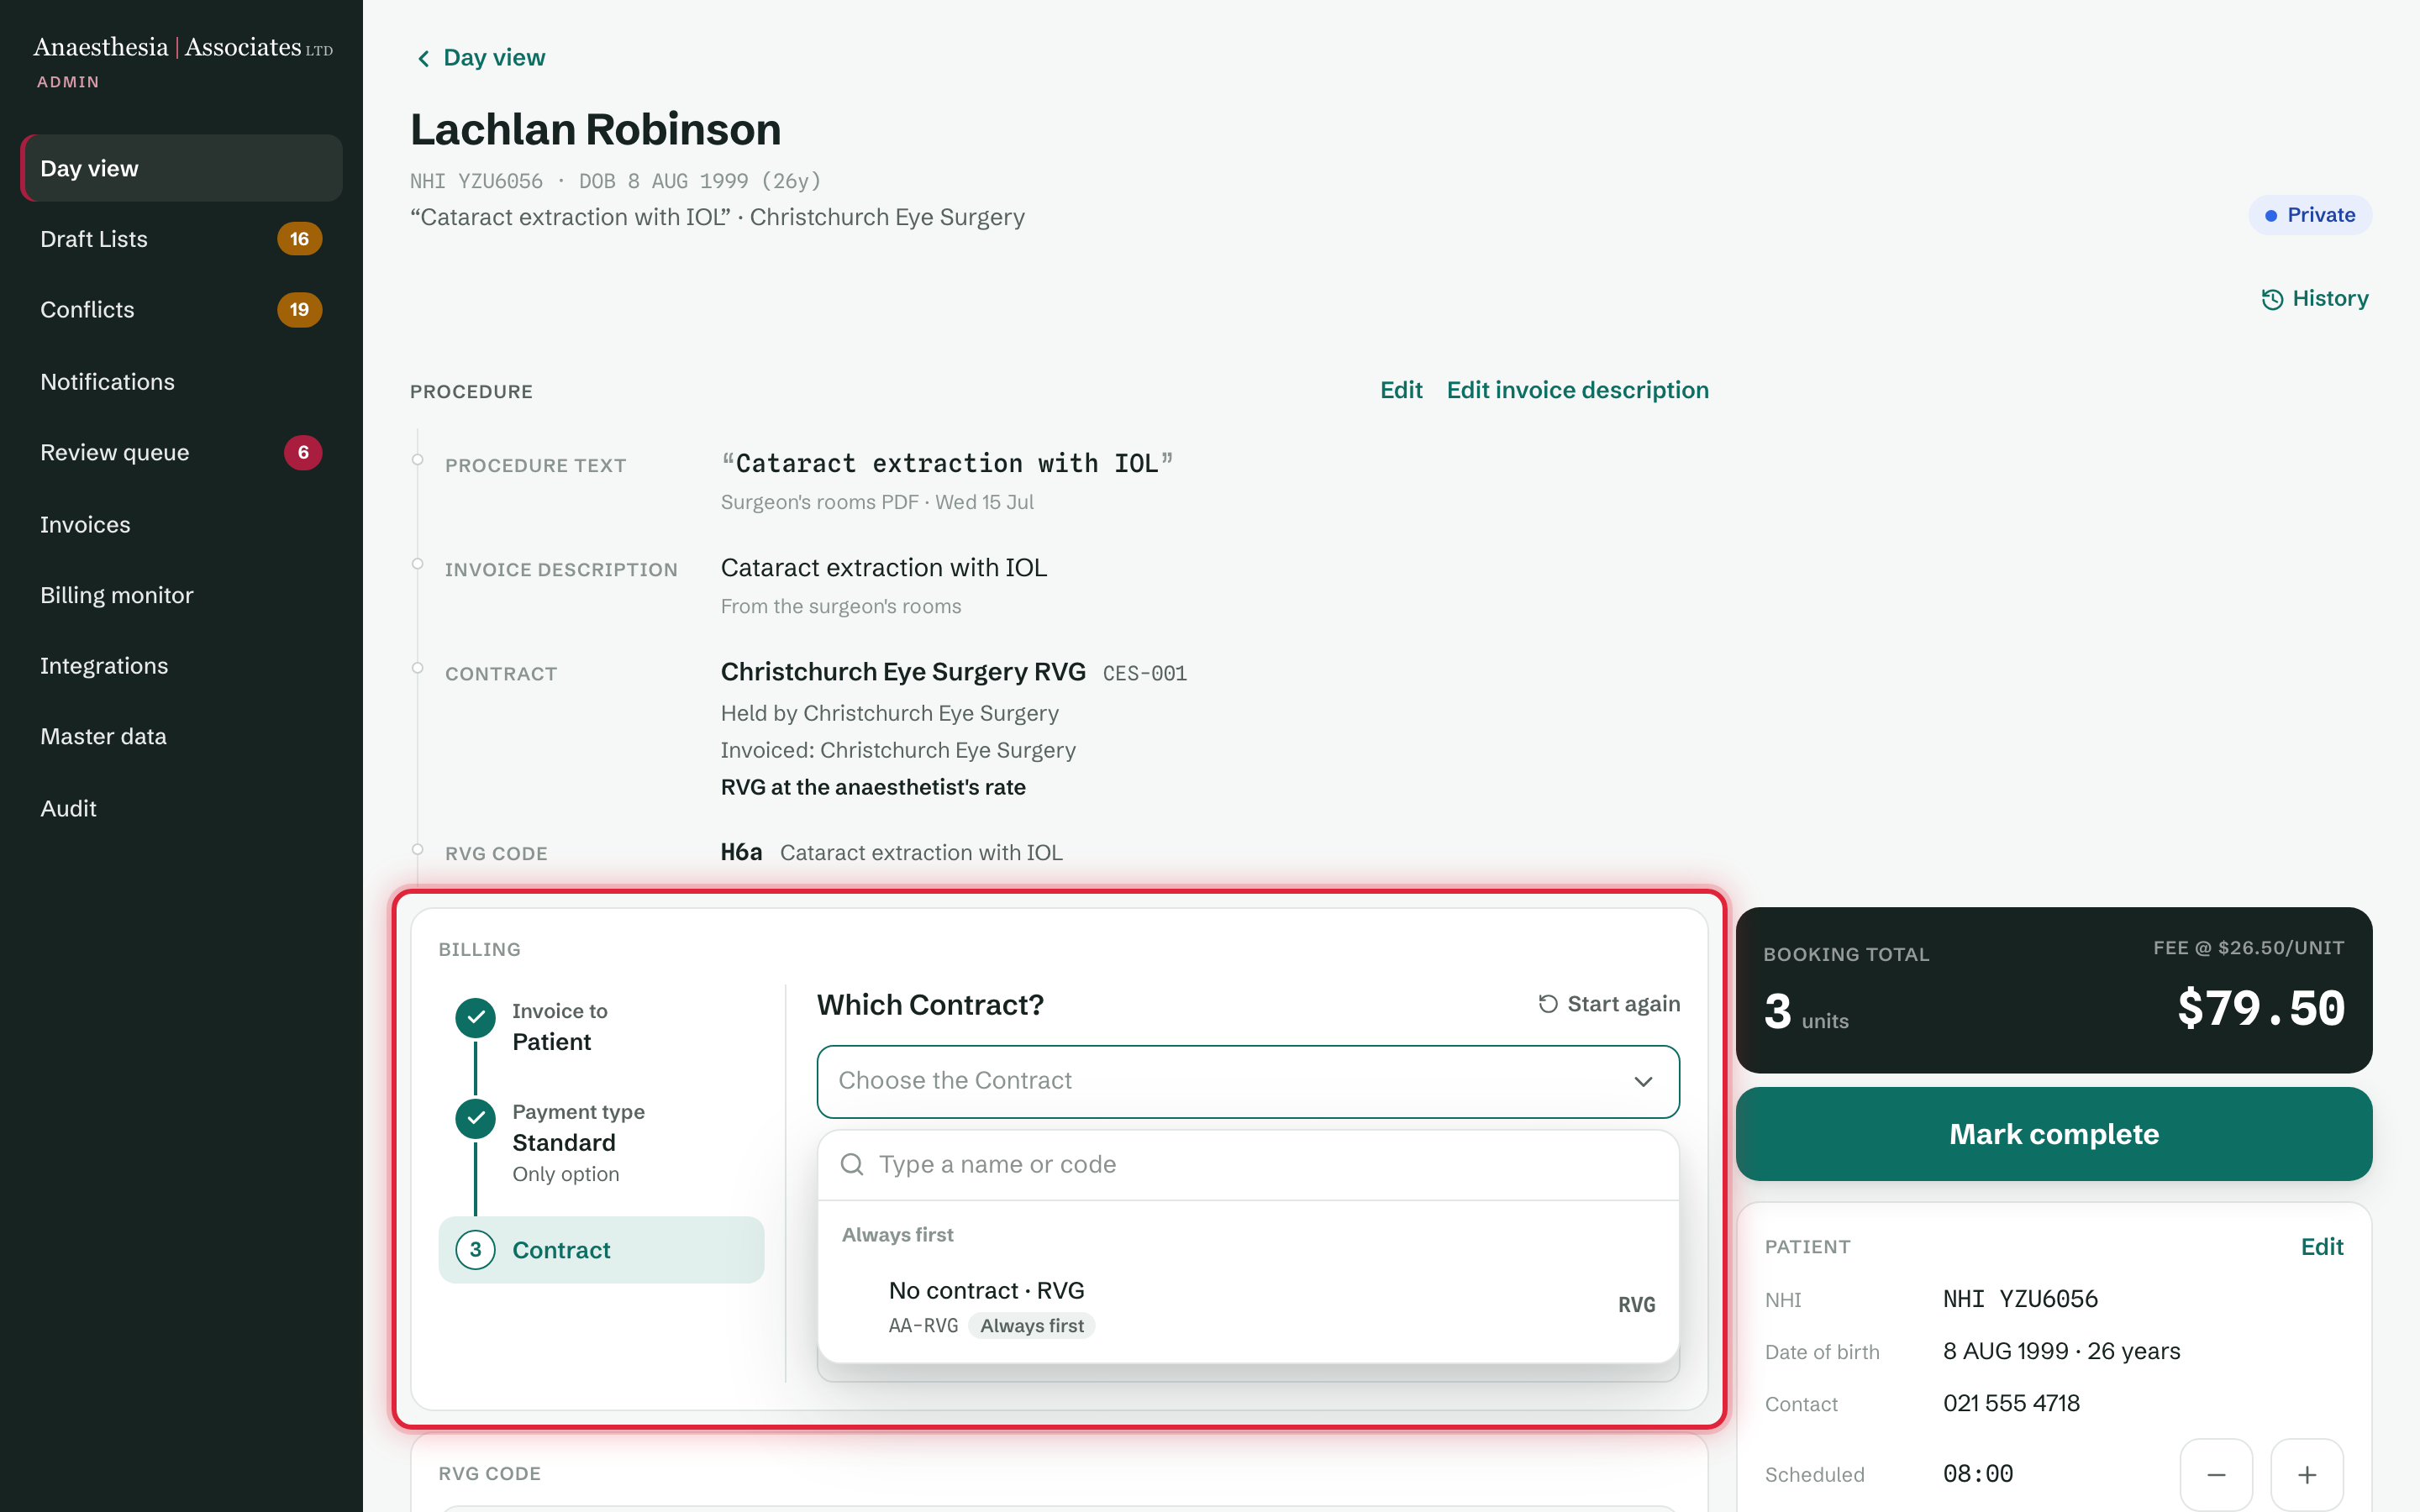 Anaesthesia | Associates LTD
ADMIN
Day view
Draft Lists 16
Conflicts 19
Notifications
Review queue 6
Invoices
Billing monitor
Integrations
Master data
Audit
Day view
Lachlan Robinson
NHI YZU6056 · DOB 8 AUG 1999 (26y)
“Cataract extraction with IOL” · Christchurch Eye Surgery
Private
History
PROCEDURE
Edit Edit invoice description
PROCEDURE TEXT “Cataract extraction with IOL”
Surgeon's rooms PDF · Wed 15 Jul
INVOICE DESCRIPTION Cataract extraction with IOL
From the surgeon's rooms
CONTRACT Christchurch Eye Surgery RVG CES-001
Held by Christchurch Eye Surgery
Invoiced: Christchurch Eye Surgery
RVG at the anaesthetist's rate
RVG CODE H6a Cataract extraction with IOL
BILLING
Invoice to
Patient
Payment type
Standard
Only option
3 Contract
Which Contract?
Start again
Choose the Contract
Type a name or code
Always first
No contract · RVG
AA-RVG Always first
RVG
RVG CODE
BOOKING TOTAL FEE @ $26.50/UNIT
3 units $79.50
Mark complete
PATIENT Edit
NHI NHI YZU6056
Date of birth 8 AUG 1999 · 26 years
Contact 021 555 4718
Scheduled 08:00 − +